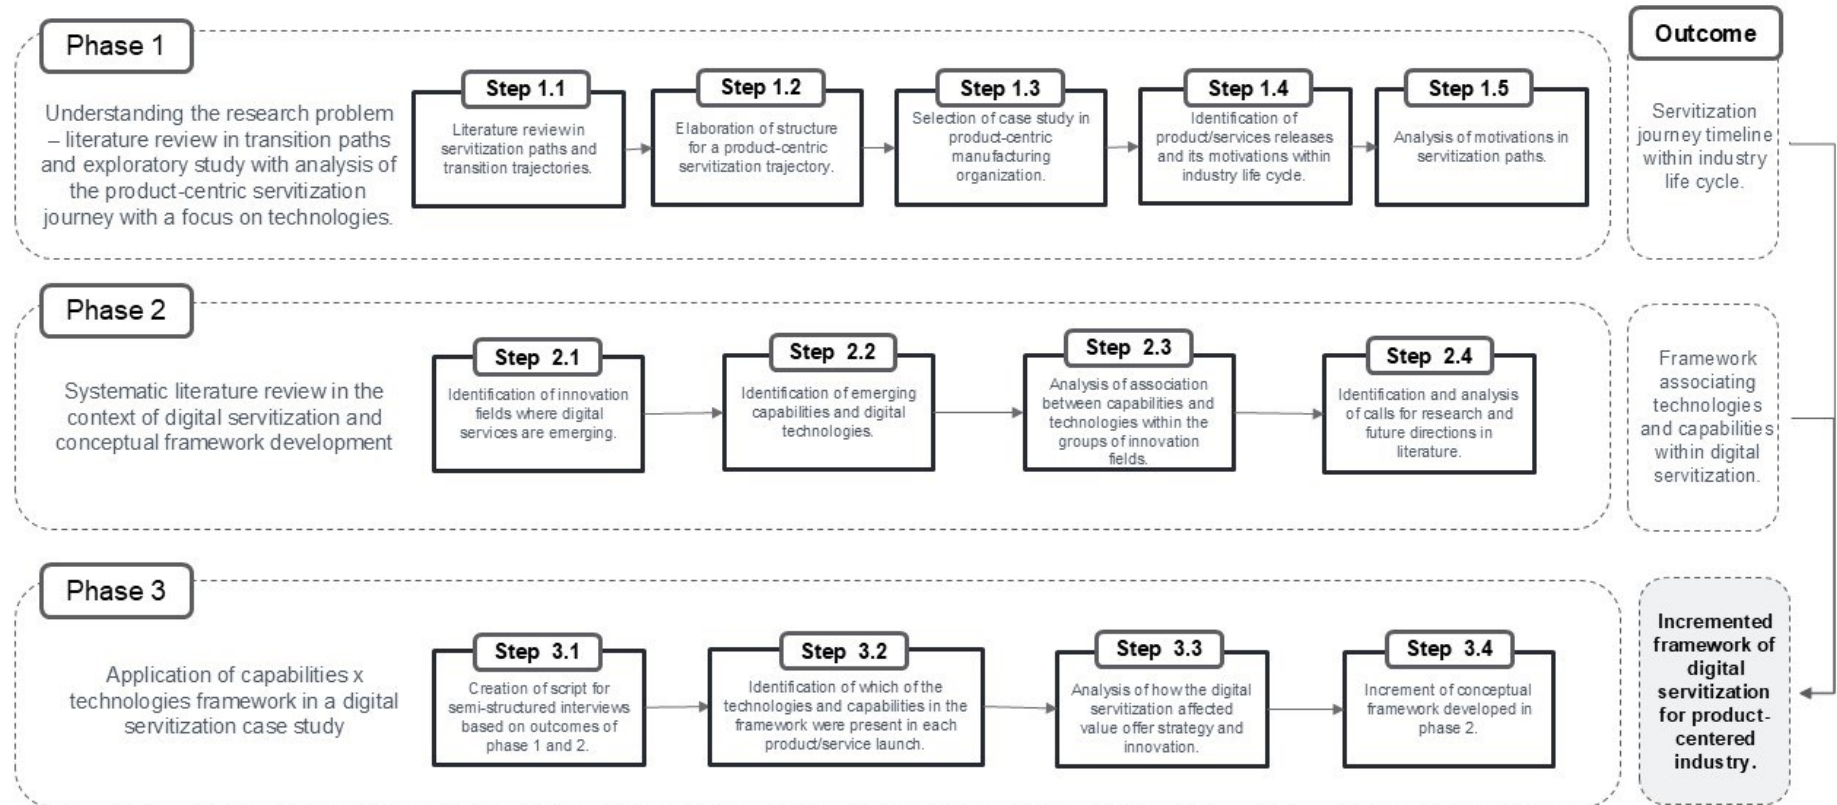 Phase 1
Understanding the research problem
– literature review in transition paths
and exploratory study with analysis of
the product-centric servitization
journey with a focus on technologies.
Step 1.1
Literature review in
servitization paths and
transition trajectories.
Step 1.2
Elaboration of structure
for a product-centric
servitization trajectory.
Step 1.3
Selection of case study in
product-centric
manufacturing
organization.
Step 1.4
Identification of
product/services releases
and its motivations within
industry life cycle.
Step 1.5
Analysis of motivations in
servitization paths.
Outcome
Servitization
journey timeline
within industry
life cycle.
Phase 2
Systematic literature review in the
context of digital servitization and
conceptual framework development
Step 2.1
Identification of innovation
fields where digital
services are emerging.
Step 2.2
Identification of emerging
capabilities and digital
technologies.
Step 2.3
Analysis of association
between capabilities and
technologies within the
groups of innovation
fields.
Step 2.4
Identification and analysis
of calls for research and
future directions in
literature.
Framework
associating
technologies
and capabilities
within digital
servitization.
Phase 3
Application of capabilities x
technologies framework in a digital
servitization case study
Step 3.1
Creation of script for
semi-structured interviews
based on outcomes of
phase 1 and 2.
Step 3.2
Identification of which of the
technologies and capabilities in the
framework were present in each
product/service launch.
Step 3.3
Analysis of how the digital
servitization affected
value offer strategy and
innovation.
Step 3.4
Increment of conceptual
framework developed in
phase 2.
Incremented
framework of
digital
servitization
for product-
centered
industry.